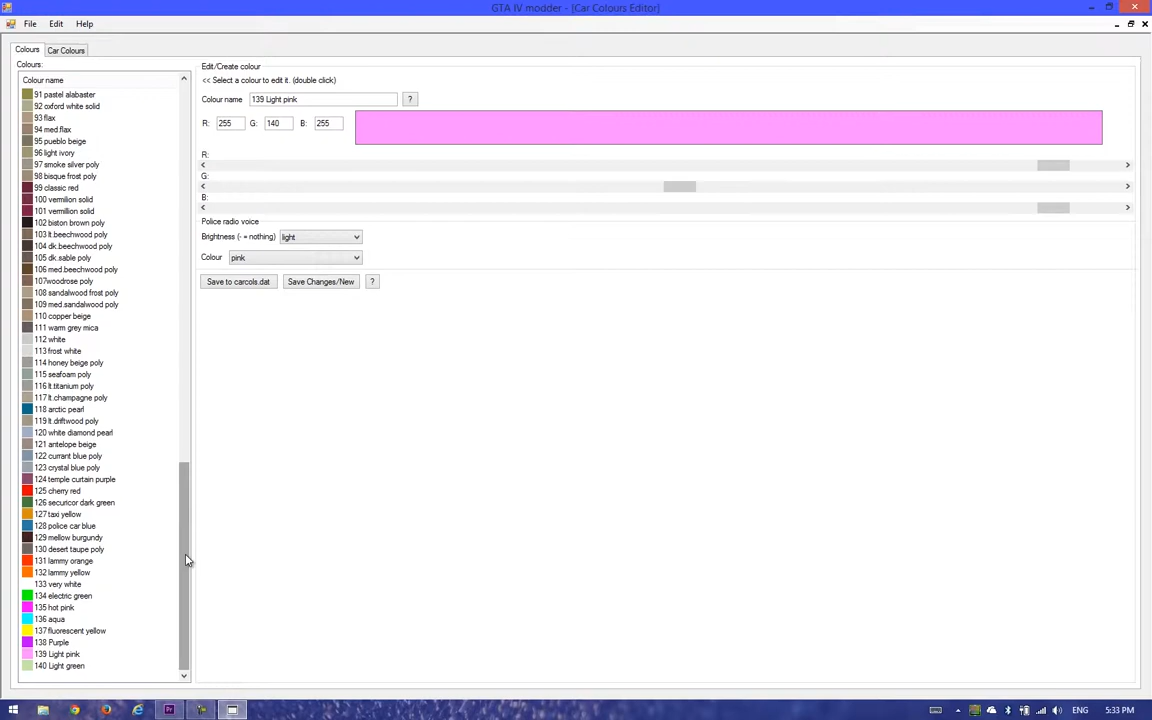 GTA IV modder - [Car Colours Editor]
File Edit Help
Colours Car Colours
Colours:
Colour name
91 pastel alabaster
92 oxford white solid
93 flax
94 med.flax
95 pueblo beige
96 light ivory
97 smoke silver poly
98 bisque frost poly
99 classic red
100 vermilion solid
101 vermillion solid
102 biston brown poly
103 lt.beechwood poly
104 dk.beechwood poly
105 dk.sable poly
106 med.beechwood poly
107woodrose poly
108 sandalwood frost poly
109 med.sandalwood poly
110 copper beige
111 warm grey mica
112 white
113 frost white
114 honey beige poly
115 seafoam poly
116 lt.titanium poly
117 lt.champagne poly
118 arctic pearl
119 lt.driftwood poly
120 white diamond pearl
121 antelope beige
122 currant blue poly
123 crystal blue poly
124 temple curtain purple
125 cherry red
126 securicor dark green
127 taxi yellow
128 police car blue
129 mellow burgundy
130 desert taupe poly
131 lammy orange
132 lammy yellow
133 very white
134 electric green
135 hot pink
136 aqua
137 fluorescent yellow
138 Purple
139 Light pink
140 Light green
Edit/Create colour
<< Select a colour to edit it. (double click)
Colour name 139 Light pink ?
R: 255 G: 140 B: 255
R:
G:
B:
Police radio voice
Brightness (- = nothing) light
Colour pink
Save to carcols.dat Save Changes/New ?
ENG 5:33 PM